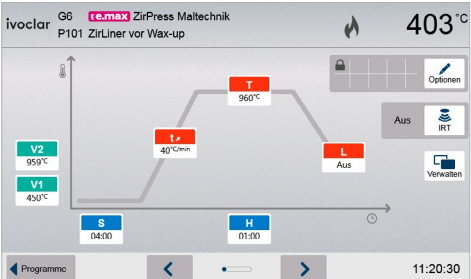 ivoclar
G6 e.max ZirPress Maltechnik
P101 ZirLiner vor Wax-up
403°C
Optionen
T
960°C
Aus
IRT
t↗
40°C/min
V2
959°C
L
Aus
Verwalten
V1
450°C
S
04:00
H
01:00
Programme
11:20:30